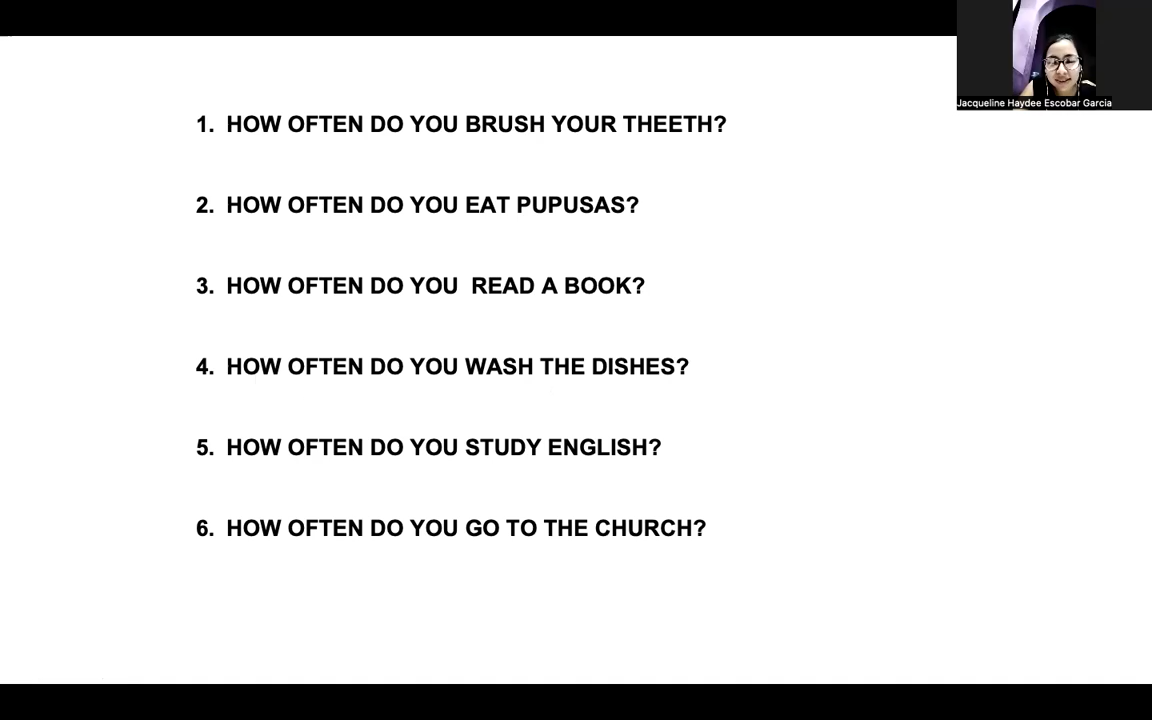 Jacqueline Haydee Escobar Garcia
1. HOW OFTEN DO YOU BRUSH YOUR THEETH?
2. HOW OFTEN DO YOU EAT PUPUSAS?
3. HOW OFTEN DO YOU  READ A BOOK?
4. HOW OFTEN DO YOU WASH THE DISHES?
5. HOW OFTEN DO YOU STUDY ENGLISH?
6. HOW OFTEN DO YOU GO TO THE CHURCH?